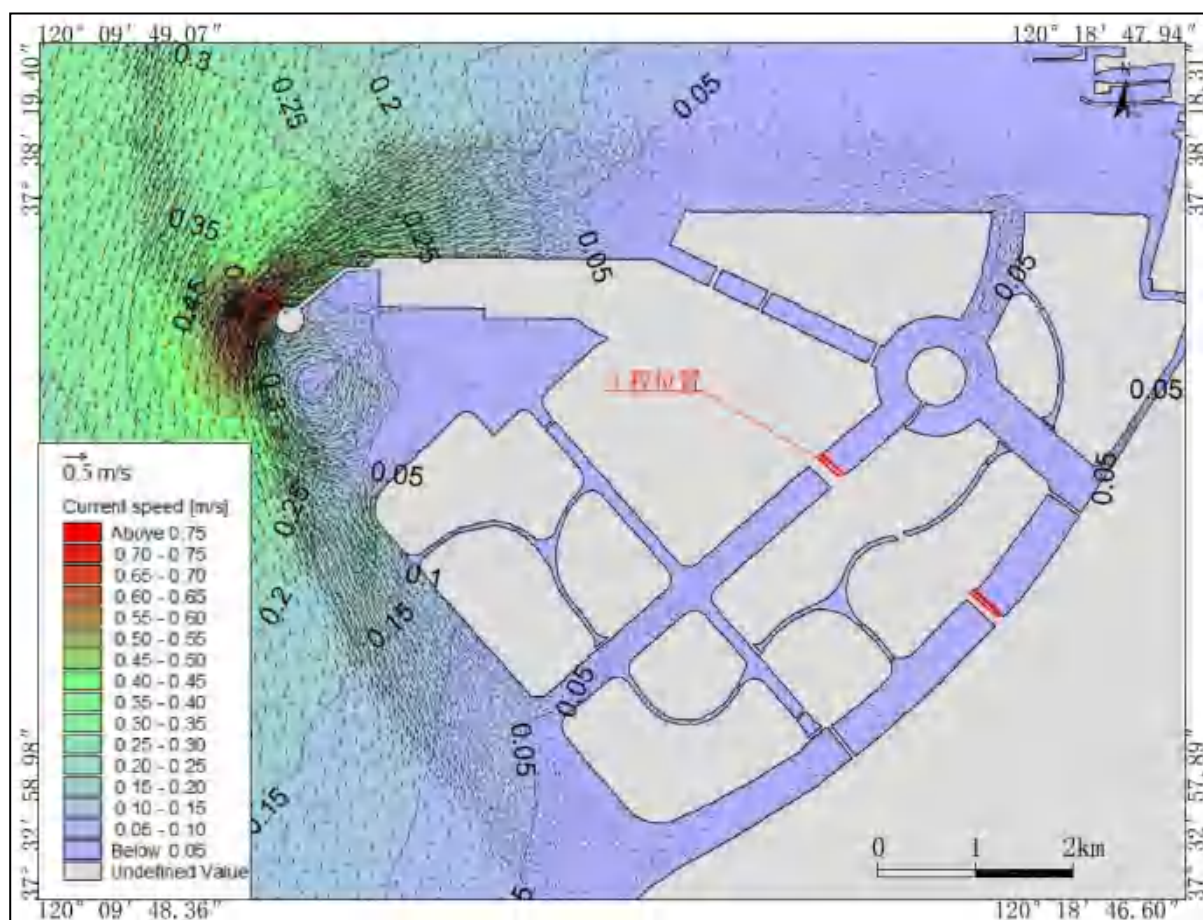 120° 09′ 49.07″
120° 18′ 47.94″
37° 38′ 19.40″
0.3
0.25
0.2
0.05
0.35
0.25
0.05
0.05
0.45
程位置
0.05
0.05
0.05
0.25
0.1
0.2
0.15
0.05
0.05
0.15
0.5 m/s
Current speed [m/s]
Above 0.75
0.70 - 0.75
0.65 - 0.70
0.60 - 0.65
0.55 - 0.60
0.50 - 0.55
0.45 - 0.50
0.40 - 0.45
0.35 - 0.40
0.30 - 0.35
0.25 - 0.30
0.20 - 0.25
0.15 - 0.20
0.10 - 0.15
0.05 - 0.10
Below 0.05
Undefined Value
0 1 2km
37° 32′ 58.98″
37° 32′ 57.89″
120° 09′ 48.36″
120° 18′ 46.60″